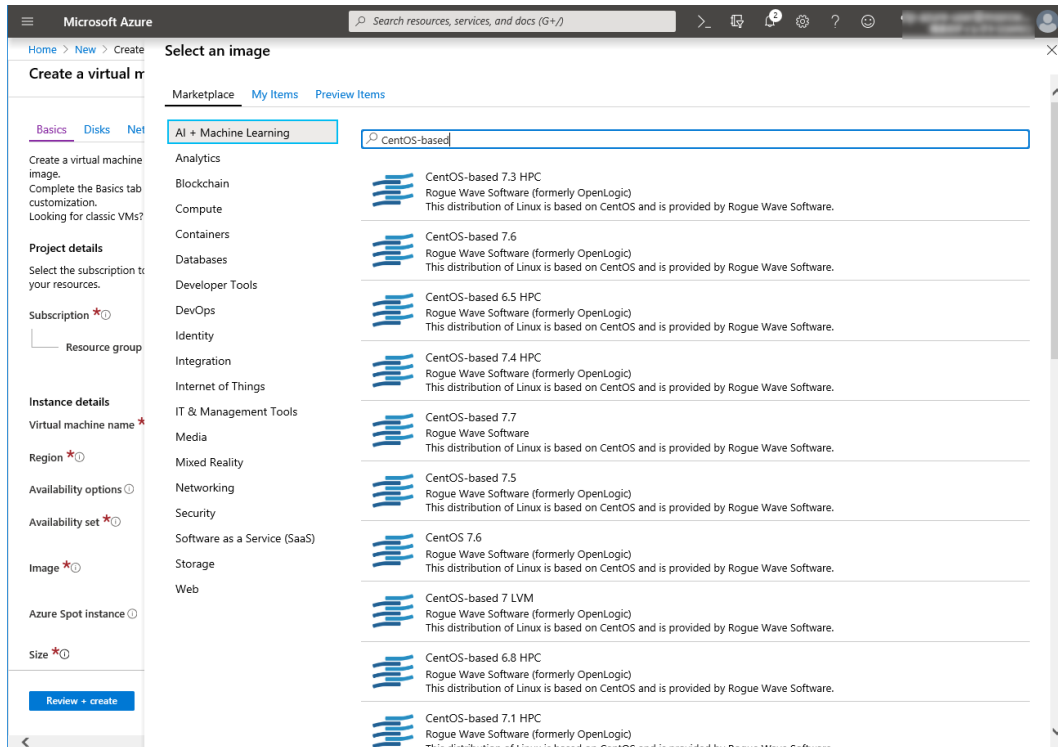 Microsoft Azure
Search resources, services, and docs (G+/)
2
Home > New > Create
Create a virtual m
Basics Disks Net
Create a virtual machine
image.
Complete the Basics tab
customization.
Looking for classic VMs?
Project details
Select the subscription to
your resources.
Subscription *
Resource group
Instance details
Virtual machine name *
Region *
Availability options
Availability set *
Image *
Azure Spot instance
Size *
Review + create
Select an image
Marketplace My Items Preview Items
AI + Machine Learning
Analytics
Blockchain
Compute
Containers
Databases
Developer Tools
DevOps
Identity
Integration
Internet of Things
IT & Management Tools
Media
Mixed Reality
Networking
Security
Software as a Service (SaaS)
Storage
Web
CentOS-based
CentOS-based 7.3 HPC
Rogue Wave Software (formerly OpenLogic)
This distribution of Linux is based on CentOS and is provided by Rogue Wave Software.
CentOS-based 7.6
Rogue Wave Software (formerly OpenLogic)
This distribution of Linux is based on CentOS and is provided by Rogue Wave Software.
CentOS-based 6.5 HPC
Rogue Wave Software (formerly OpenLogic)
This distribution of Linux is based on CentOS and is provided by Rogue Wave Software.
CentOS-based 7.4 HPC
Rogue Wave Software (formerly OpenLogic)
This distribution of Linux is based on CentOS and is provided by Rogue Wave Software.
CentOS-based 7.7
Rogue Wave Software
This distribution of Linux is based on CentOS and is provided by Rogue Wave Software.
CentOS-based 7.5
Rogue Wave Software (formerly OpenLogic)
This distribution of Linux is based on CentOS and is provided by Rogue Wave Software.
CentOS 7.6
Rogue Wave Software (formerly OpenLogic)
This distribution of Linux is based on CentOS and is provided by Rogue Wave Software.
CentOS-based 7 LVM
Rogue Wave Software (formerly OpenLogic)
This distribution of Linux is based on CentOS and is provided by Rogue Wave Software.
CentOS-based 6.8 HPC
Rogue Wave Software (formerly OpenLogic)
This distribution of Linux is based on CentOS and is provided by Rogue Wave Software.
CentOS-based 7.1 HPC
Rogue Wave Software (formerly OpenLogic)
This distribution of Linux is based on CentOS and is provided by Rogue Wave Software.